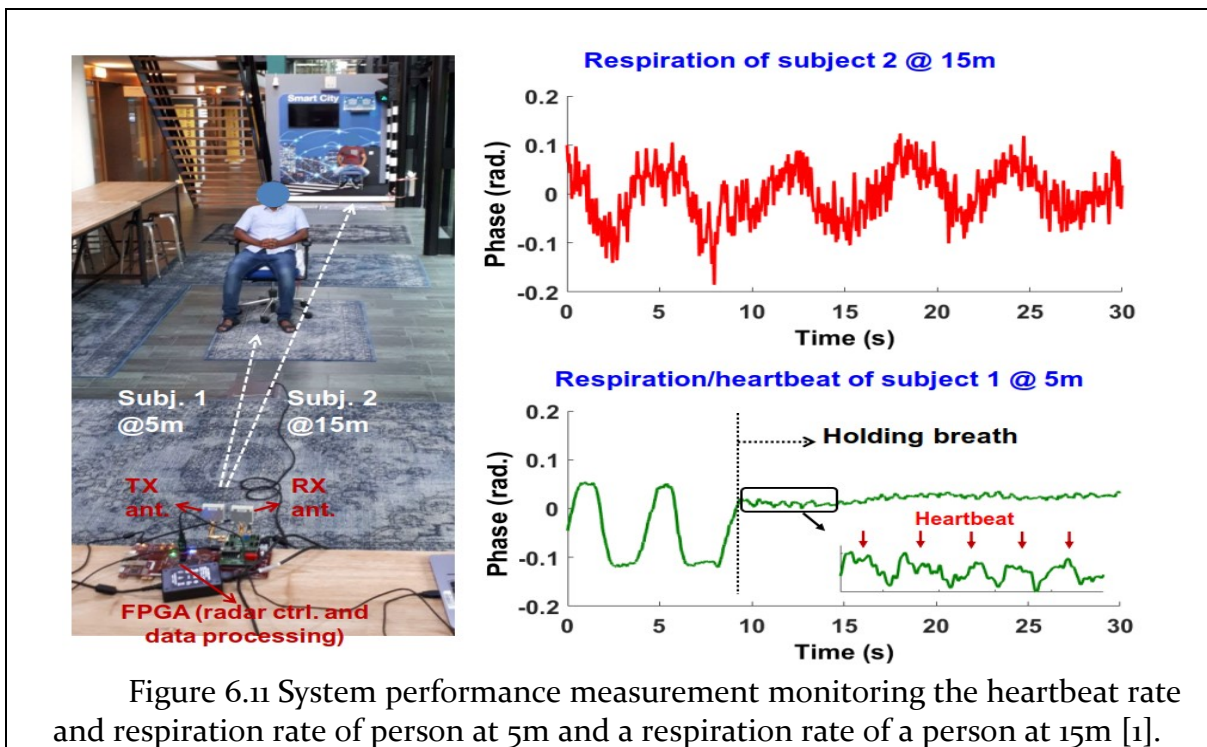 Smart City
Subj. 1
@5m
Subj. 2
@15m
TX
ant.
RX
ant.
FPGA (radar ctrl. and
data processing)
Respiration of subject 2 @ 15m
Phase (rad.)
0.2
0.1
0
-0.1
-0.2
0 5 10 15 20 25 30
Time (s)
Respiration/heartbeat of subject 1 @ 5m
Phase (rad.)
0.2
0.1
0
-0.1
-0.2
Holding breath
Heartbeat
0 5 10 15 20 25 30
Time (s)
Figure 6.11 System performance measurement monitoring the heartbeat rate
and respiration rate of person at 5m and a respiration rate of a person at 15m [1].